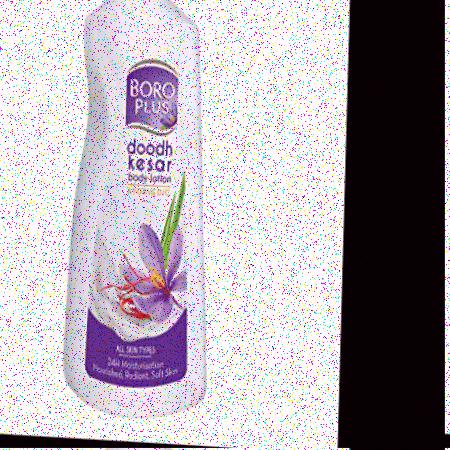 BORO
PLUS
doodh
kesar
body lotion
ALL SKIN TYPES
24H Moisturisation
Nourished, Radiant, Soft Skin